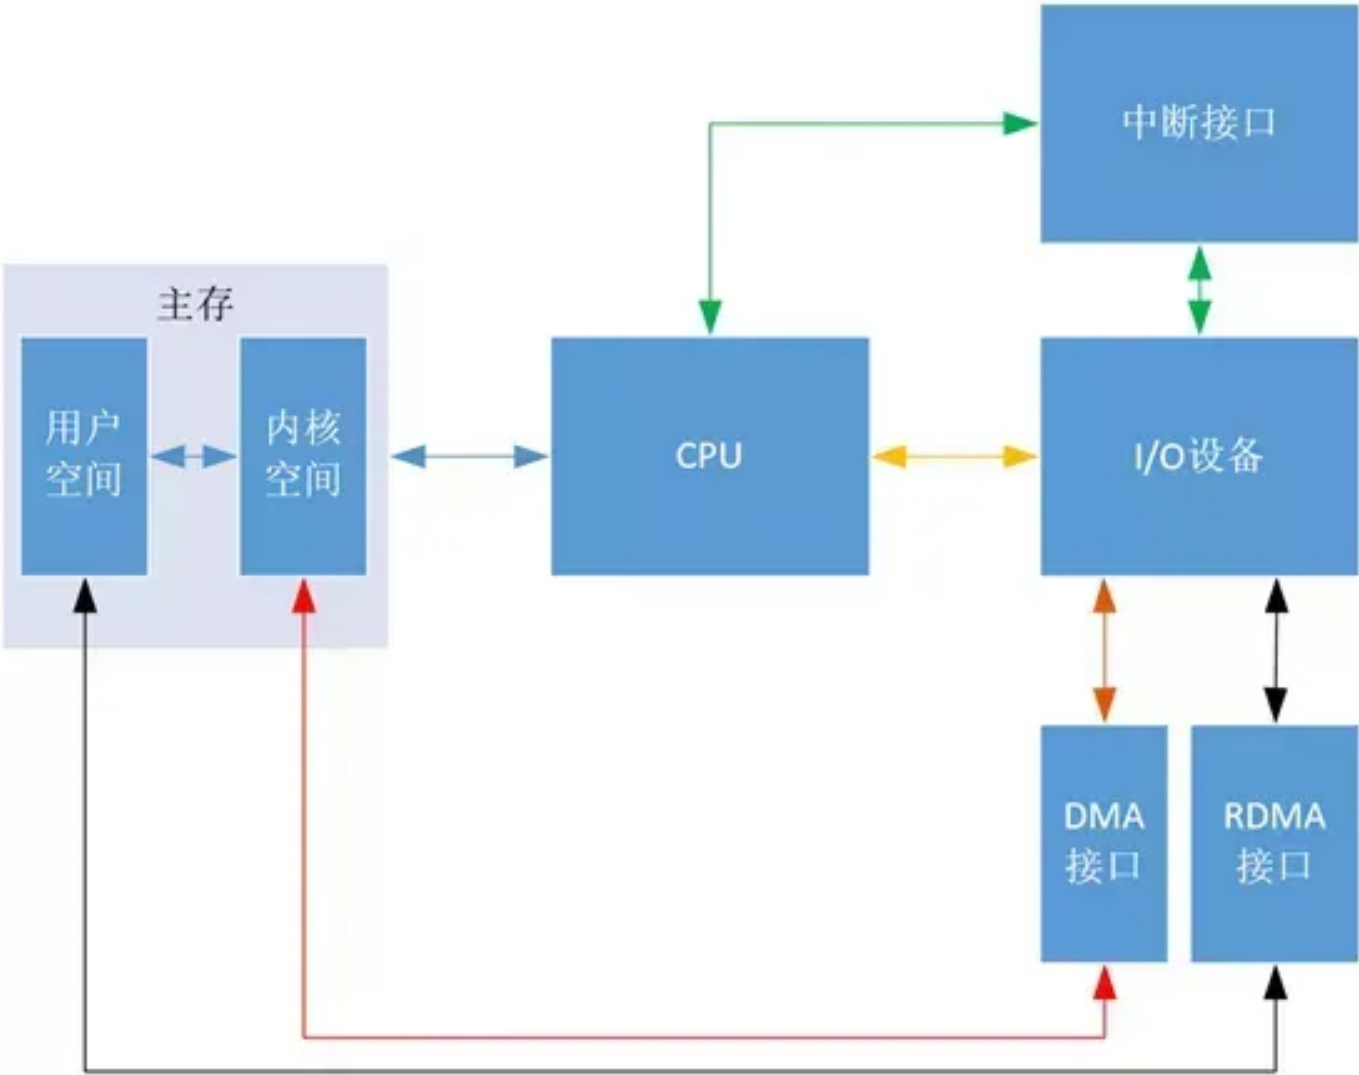 中断接口
主存
用户
空间
内核
空间
CPU
I/O设备
DMA
接口
RDMA
接口